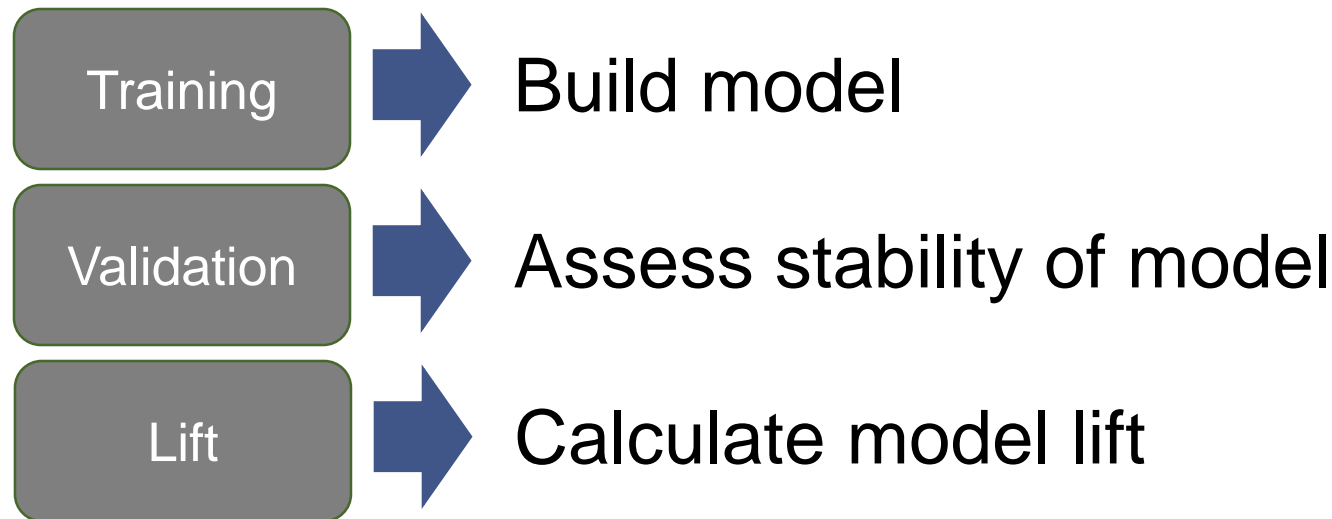 Training
Build model
Validation
Assess stability of model
Lift
Calculate model lift